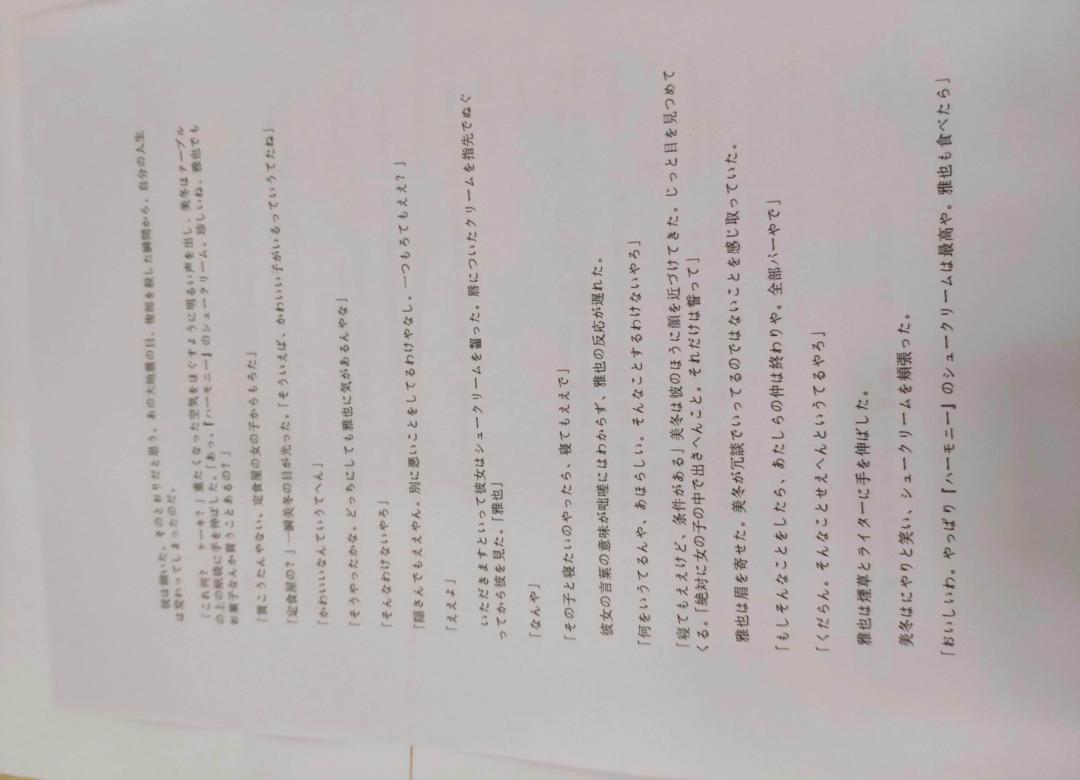 彼は頷いた。そのとおりだと思う。あの大地震の日、俊郎を殺した瞬間から、自分の人生
は変わってしまったのだ。
「これ何？　ケーキ？」重たくなった空気をほぐすように明るい声を出し、美冬はテーブル
の上の紙袋に手を伸ばした。「あっ、『ハーモニー』のシュークリーム。珍しいね、雅也でも
お菓子なんか買うことあるの？」
「買こうたんやない。定食屋の女の子からもろた」
「定食屋の？」一瞬美冬の目が光った。「そういえば、かわいい子がいるっていうてたね」
「かわいいなんていうてへん」
「そうやったかな。どっちにしても雅也に気があるんやな」
「そんなわけないやろ」
「隠さんでもええやん。別に悪いことをしてるわけやなし。一つもろてもええ？」
「ええよ」
いただきますといって彼女はシュークリームを齧った。唇についたクリームを指先でぬぐ
ってから彼を見た。「雅也」
「なんや」
「その子と寝たいのやったら、寝てもええで」
彼女の言葉の意味が咄嗟にはわからず、雅也の反応が遅れた。
「何をいうてるんや、あほらしい。そんなことするわけないやろ」
「寝てもええけど、条件がある」美冬は彼のほうに顔を近づけてきた。じっと目を見つめて
くる。「絶対に女の子の中で出さへんこと。それだけは誓って」
雅也は眉を寄せた。美冬が冗談でいってるのではないことを感じ取っていた。
「もしそんなことをしたら、あたしらの仲は終わりや。全部パーやで」
「くだらん。そんなことせえへんというてるやろ」
雅也は煙草とライターに手を伸ばした。
美冬はにやりと笑い、シュークリームを頬張った。
「おいしいわ。やっぱり『ハーモニー』のシュークリームは最高や。雅也も食べたら」